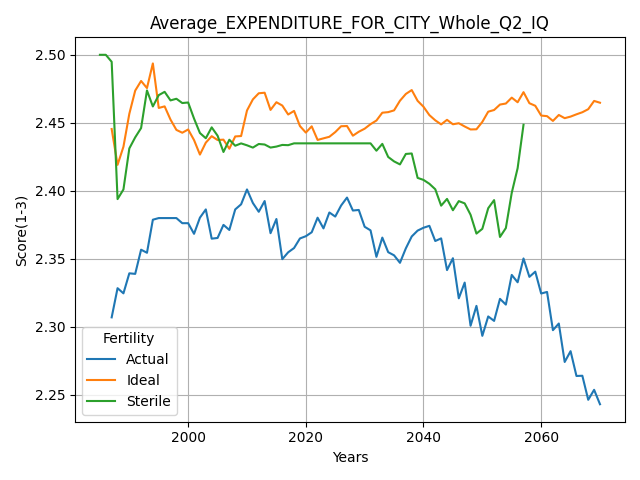 Average_EXPENDITURE_FOR_CITY_Whole_Q2_IQ
2.50
2.45
2.40
2.35
2.30
2.25
Score(1-3)
Fertility
Actual
Ideal
Sterile
2000
2020
2040
2060
Years